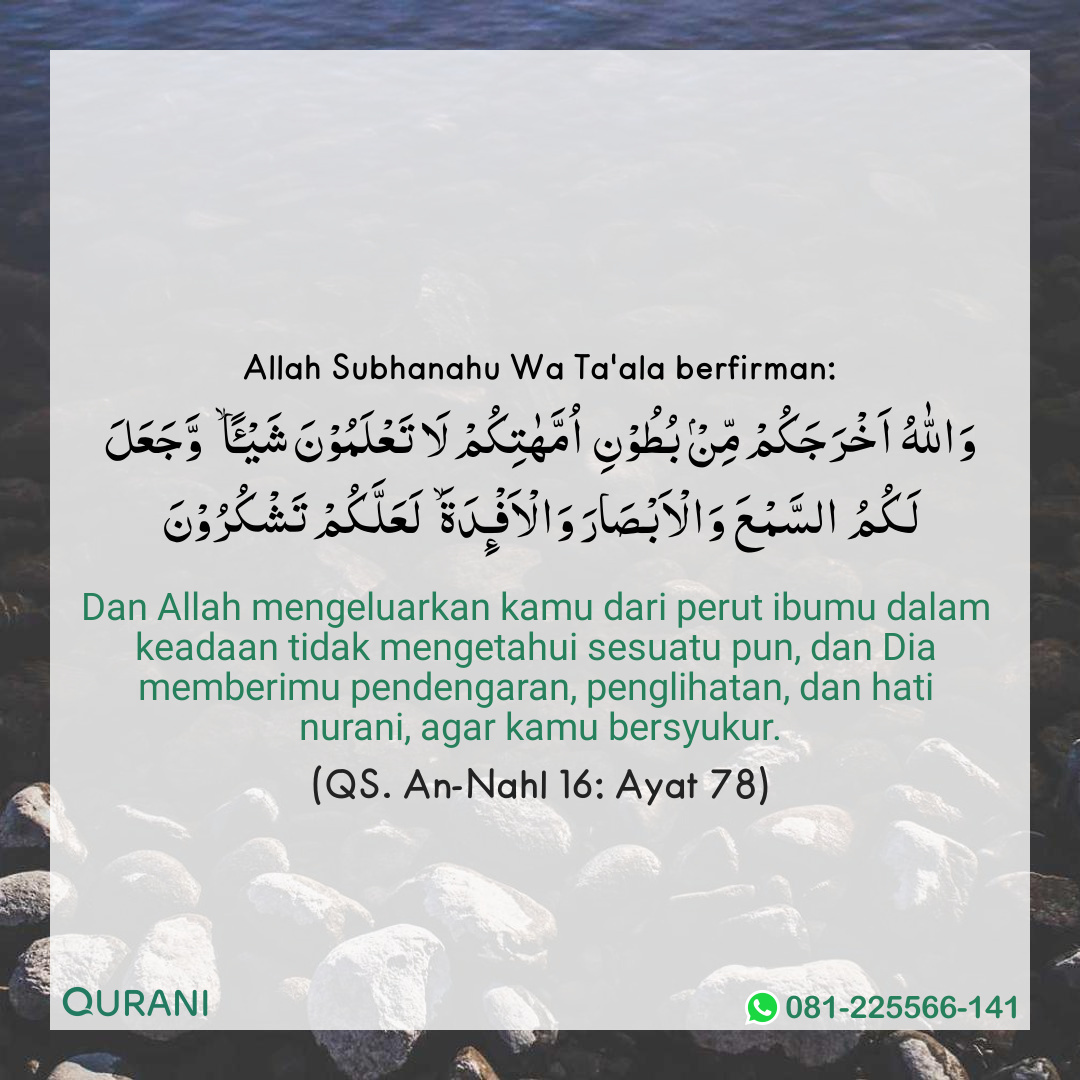 Allah Subhanahu Wa Ta'ala berfirman:
وَاللّٰهُ اَخْرَجَكُمْ مِّنْۢ بُطُوْنِ اُمَّهٰتِكُمْ لَا تَعْلَمُوْنَ شَيْـًٔاۙ وَّجَعَلَ
لَكُمُ السَّمْعَ وَالْاَبْصَارَ وَالْاَفْـِٕدَةَۙ لَعَلَّكُمْ تَشْكُرُوْنَ
Dan Allah mengeluarkan kamu dari perut ibumu dalam
keadaan tidak mengetahui sesuatu pun, dan Dia
memberimu pendengaran, penglihatan, dan hati
nurani, agar kamu bersyukur.
(QS. An-Nahl 16: Ayat 78)
QURANI
081-225566-141